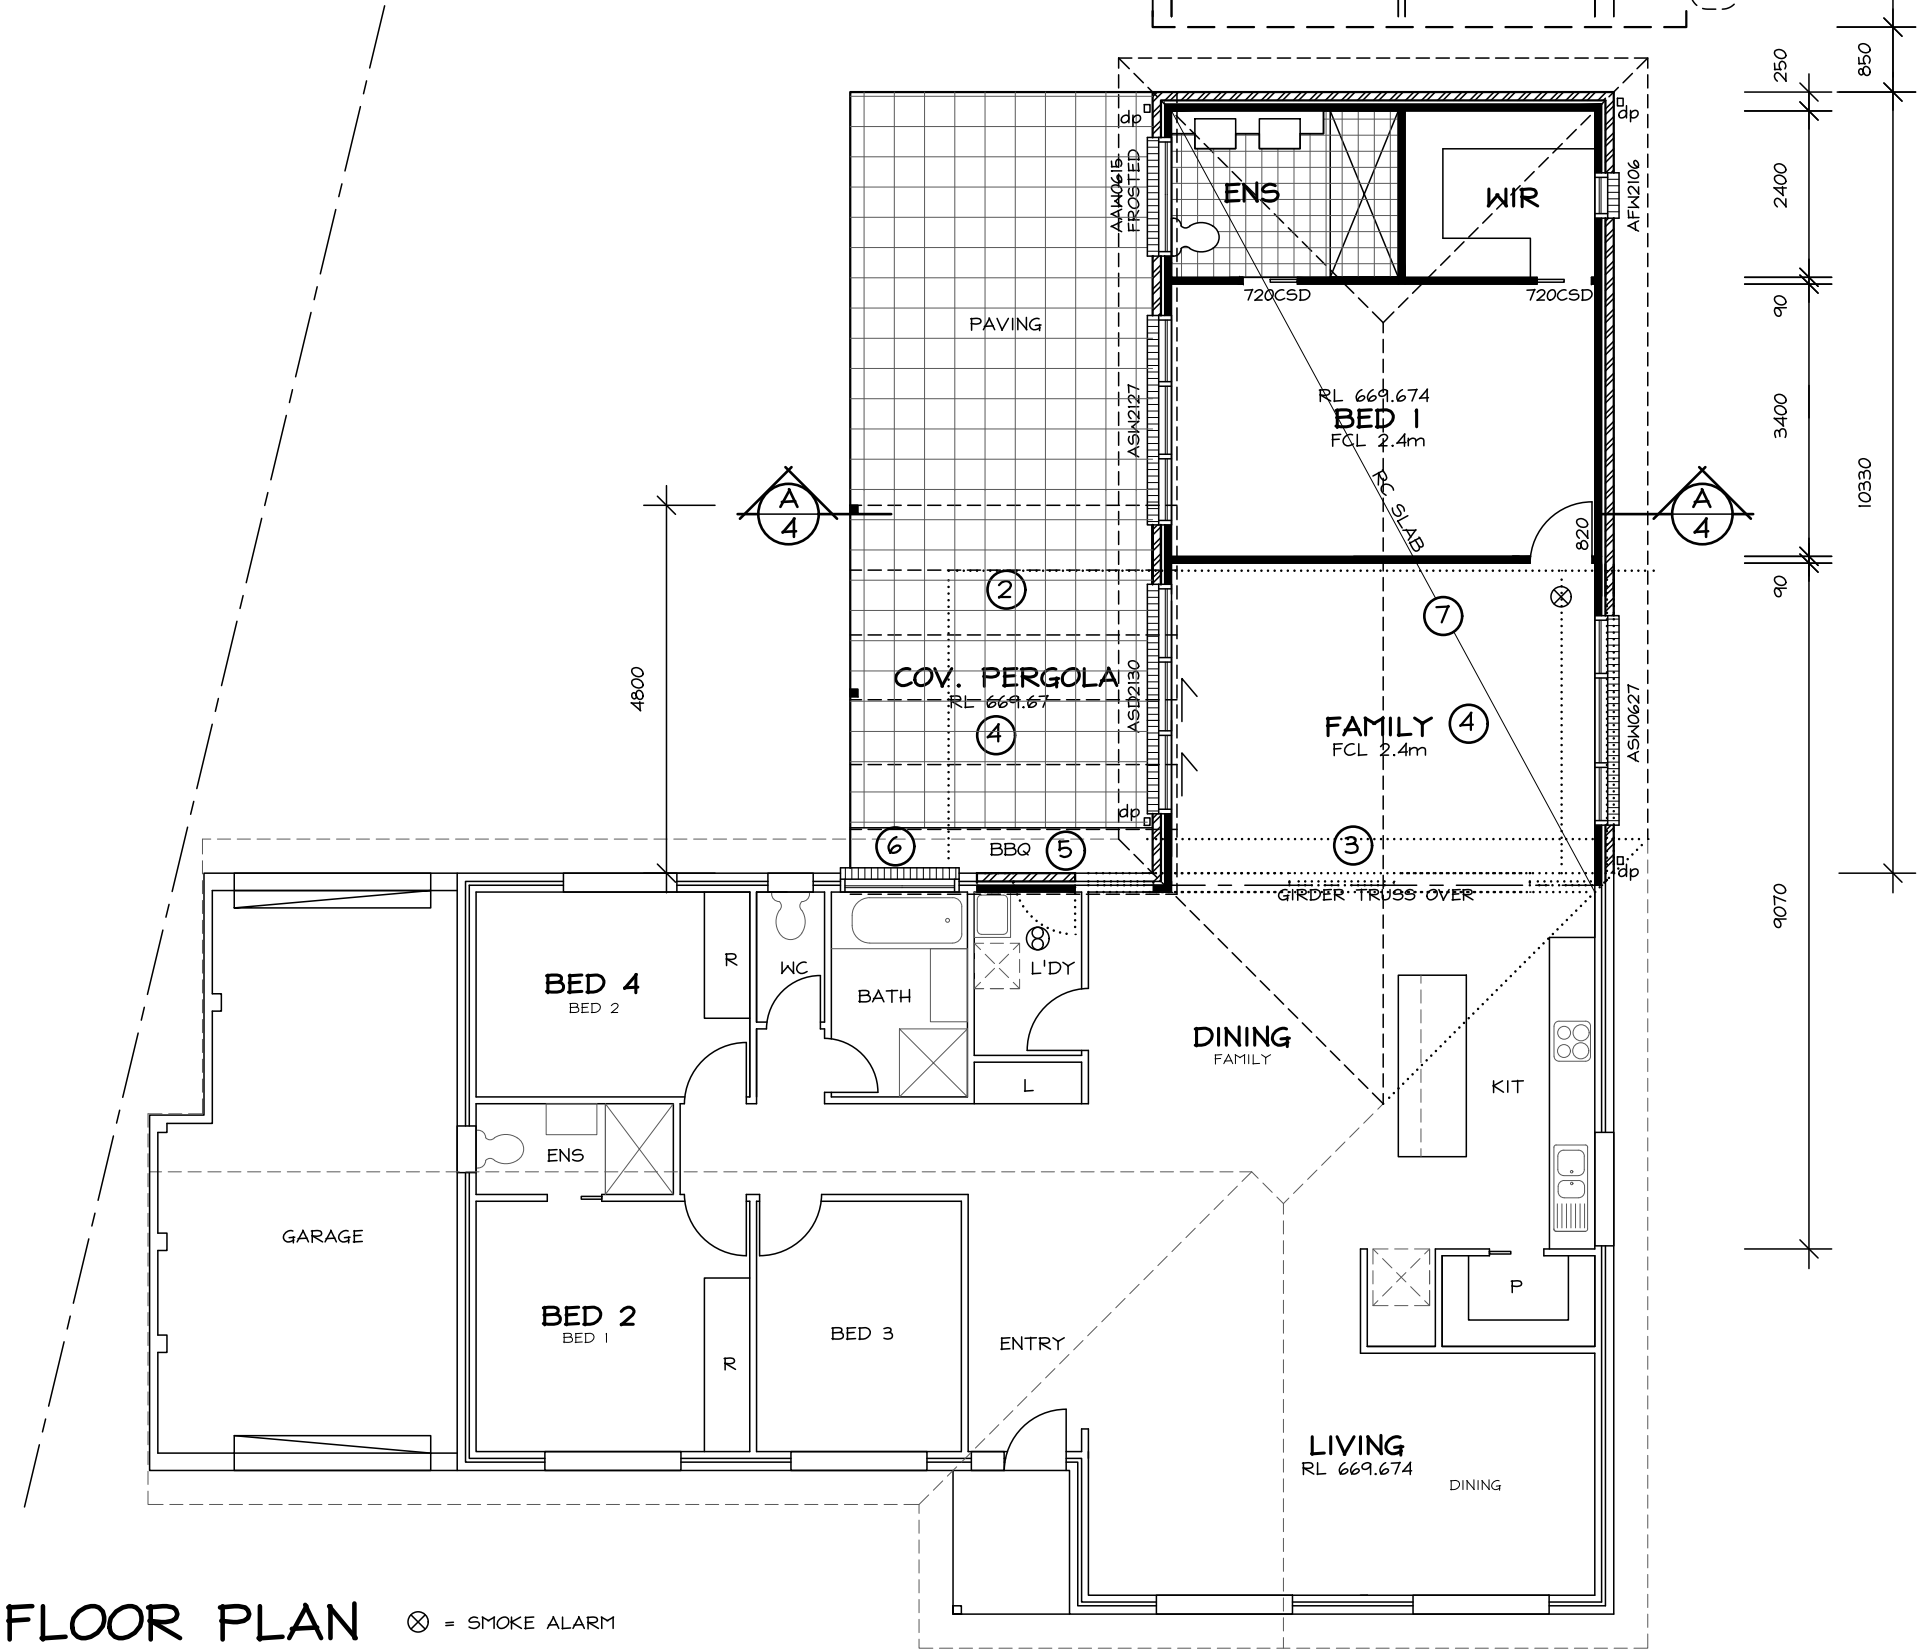 250
850
dp
dp
AAW0615
FROSTED
ENS
WIR
AFW2106
2400
720CSD
720CSD
90
PAVING
ASW2127
RL 669.674
BED 1
FCL 2.4m
3400
10330
RC SLAB
A
4
820
A
4
2
90
7
4800
COV. PERGOLA
RL 669.67
4
ASD2130
FAMILY
FCL 2.4m
4
ASW0627
dp
6
BBQ
5
3
dp
GIRDER TRUSS OVER
9070
BED 4
BED 2
R
WC
BATH
8
L'DY
DINING
FAMILY
L
KIT
ENS
GARAGE
P
BED 2
BED 1
R
BED 3
ENTRY
LIVING
RL 669.674
DINING
FLOOR PLAN
= SMOKE ALARM